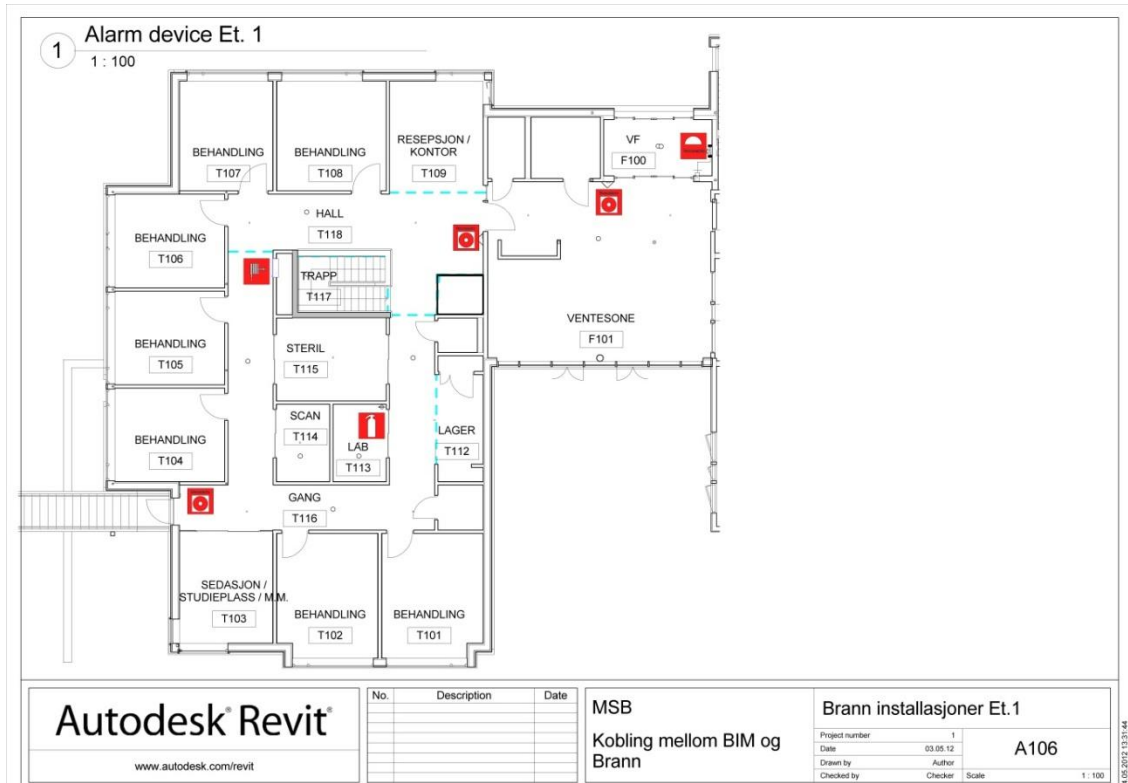 1
Alarm device Et. 1
1 : 100
BEHANDLING
T107
BEHANDLING
T108
RESEPSJON /
KONTOR
T109
VF
F100
HALL
T118
BEHANDLING
T106
TRAPP
T117
VENTESONE
F101
BEHANDLING
T105
STERIL
T115
SCAN
T114
LAB
T113
LAGER
T112
BEHANDLING
T104
GANG
T116
SEDASJON /
STUDIEPLASS / M.M.
T103
BEHANDLING
T102
BEHANDLING
T101
Autodesk® Revit®
www.autodesk.com/revit
No. Description Date
MSB
Kobling mellom BIM og
Brann
Brann installasjoner Et.1
Project number 1
Date 03.05.12
Drawn by Author
Checked by Checker
A106
Scale 1 : 100